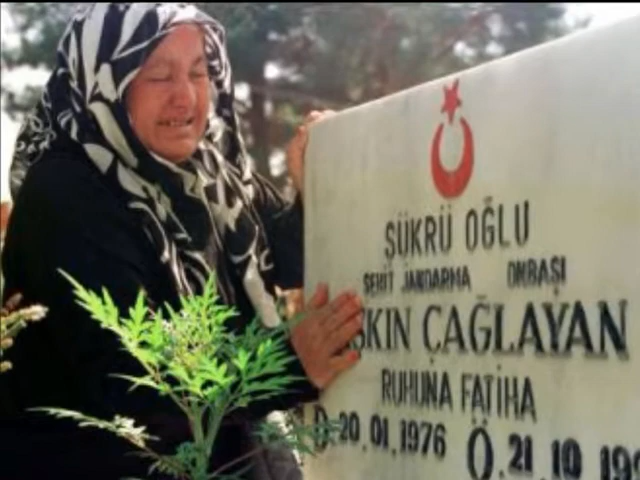 ŞÜKRÜ OĞLU
ŞEHİT JANDARMA ONBAŞI
ÇAĞLAYAN
RUHUNA FATİHA
D 20.01.1976 Ö.21.10